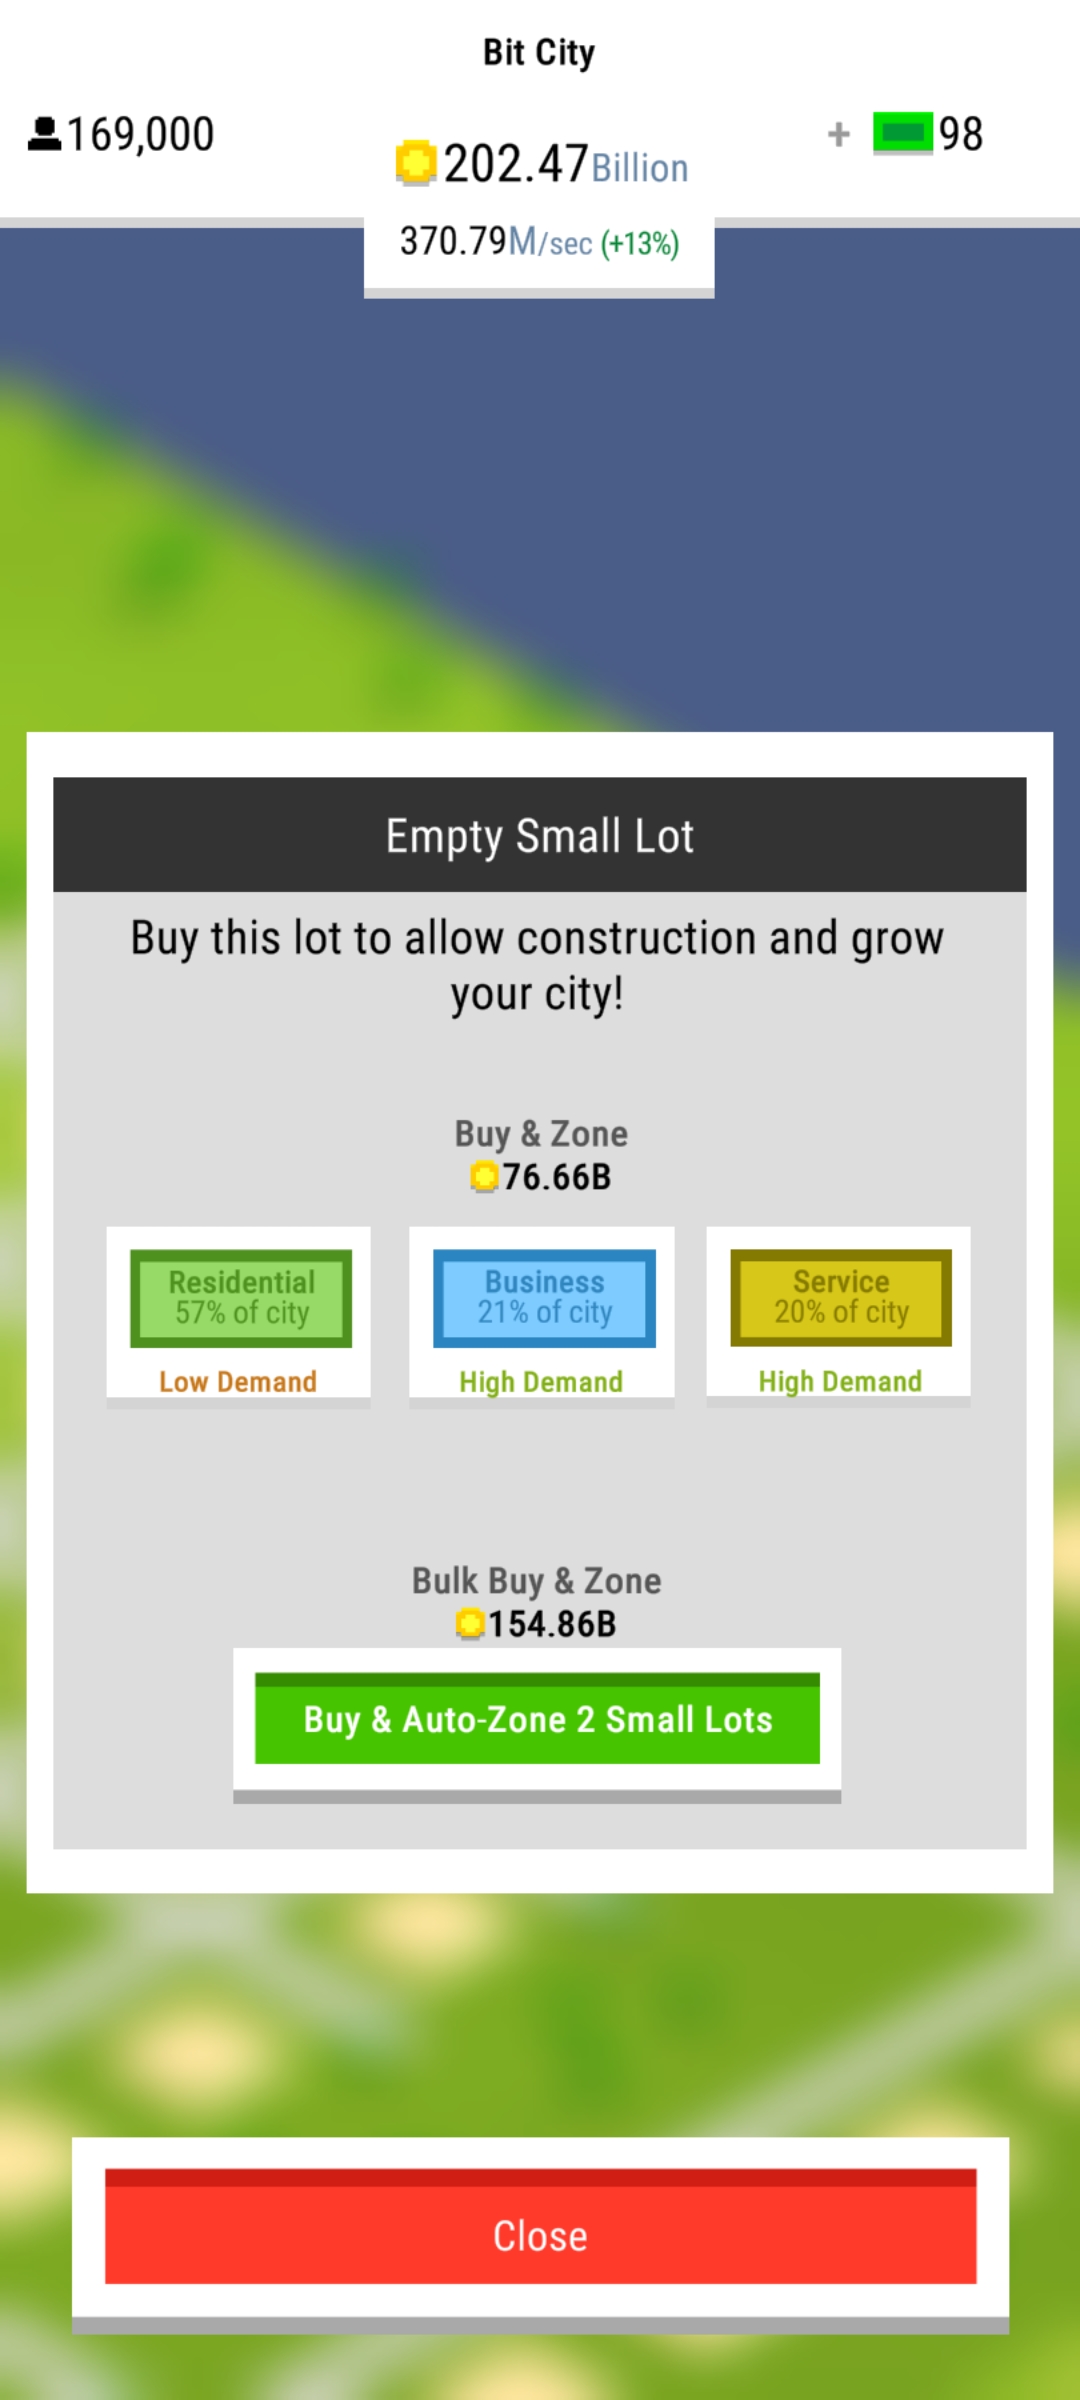 Bit City
169,000
202.47Billion
+ 98
370.79M/sec (+13%)
Empty Small Lot
Buy this lot to allow construction and grow
your city!
Buy & Zone
76.66B
Residential
57% of city
Low Demand
Business
21% of city
High Demand
Service
20% of city
High Demand
Bulk Buy & Zone
154.86B
Buy & Auto-Zone 2 Small Lots
Close